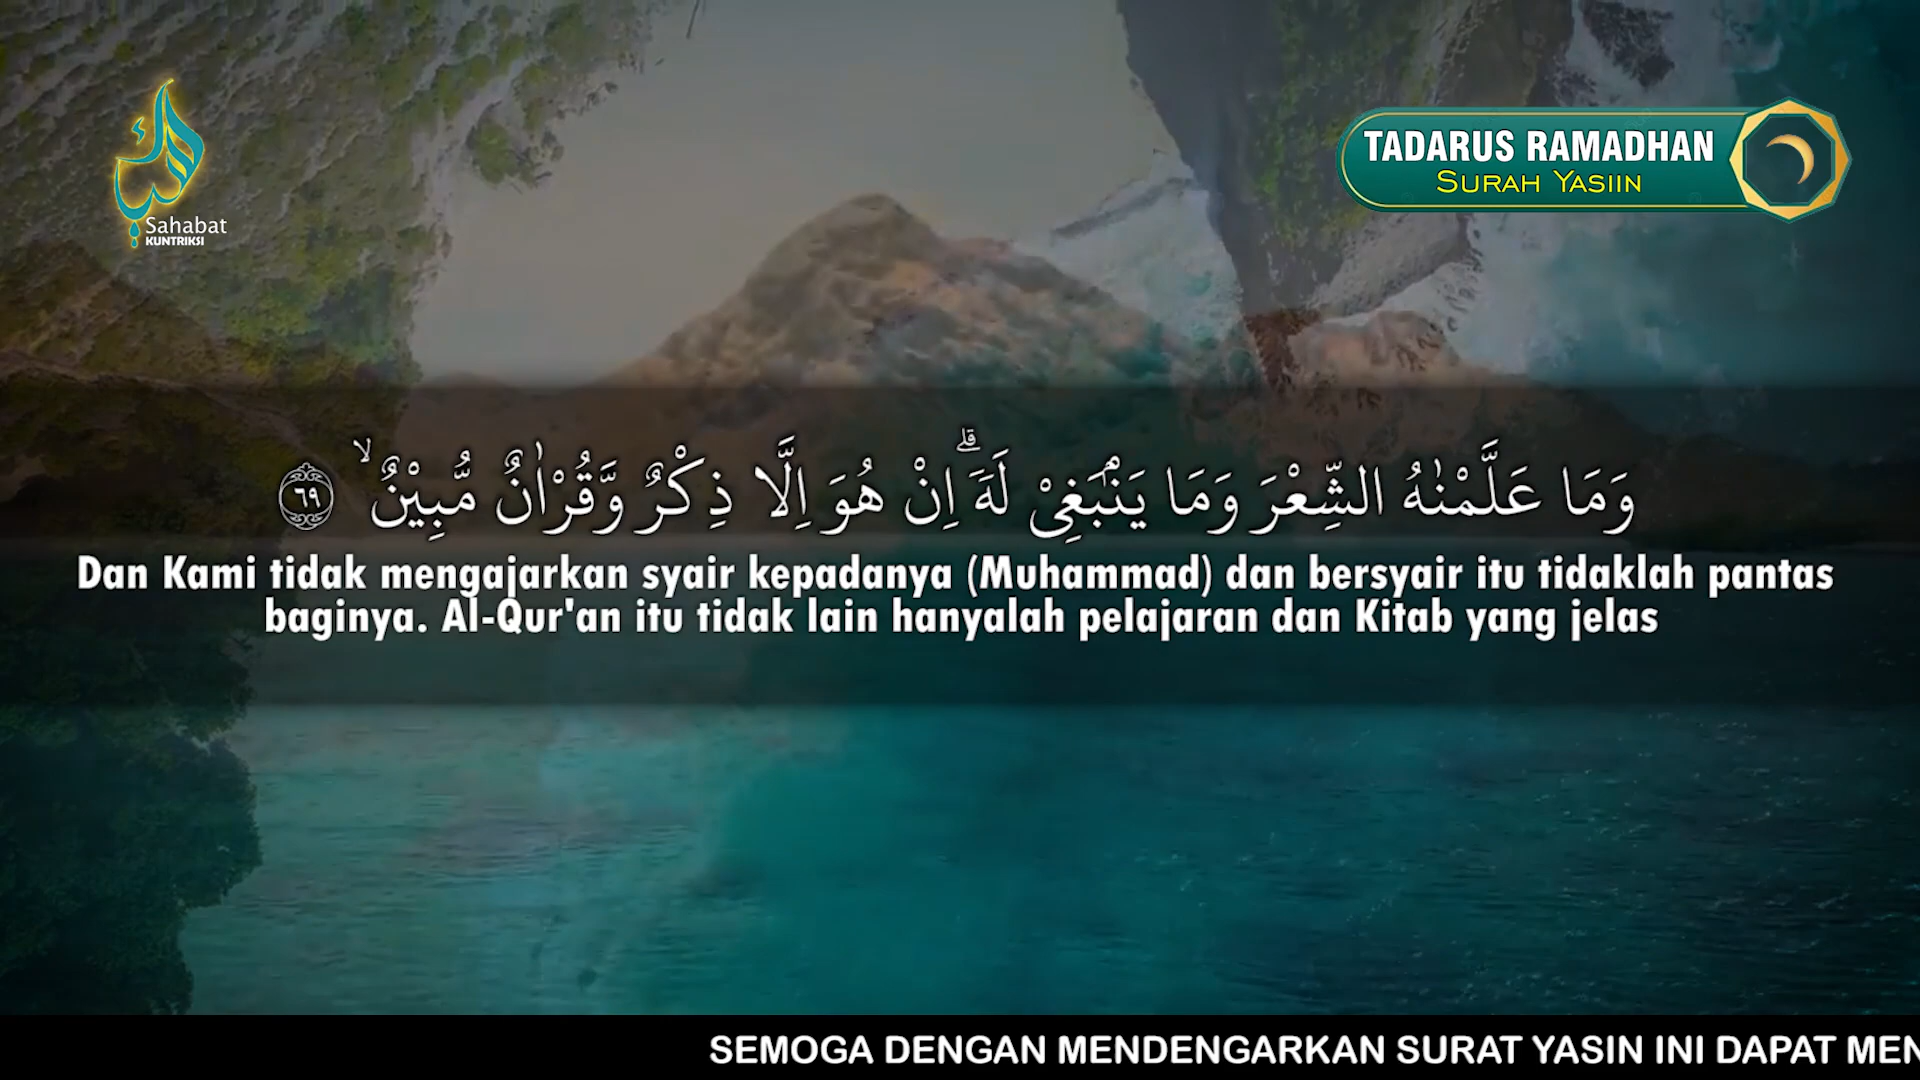 Sahabat
KUNTRIKSI
TADARUS RAMADHAN
SURAH YASIIN
وَمَا عَلَّمْنٰهُ الشِّعْرَ وَمَا يَنْۢبَغِيْ لَهٗ ۗاِنْ هُوَ اِلَّا ذِكْرٌ وَّقُرْاٰنٌ مُّبِيْنٌ ۙ ٦٩
Dan Kami tidak mengajarkan syair kepadanya (Muhammad) dan bersyair itu tidaklah pantas
baginya. Al-Qur'an itu tidak lain hanyalah pelajaran dan Kitab yang jelas
SEMOGA DENGAN MENDENGARKAN SURAT YASIN INI DAPAT MEN